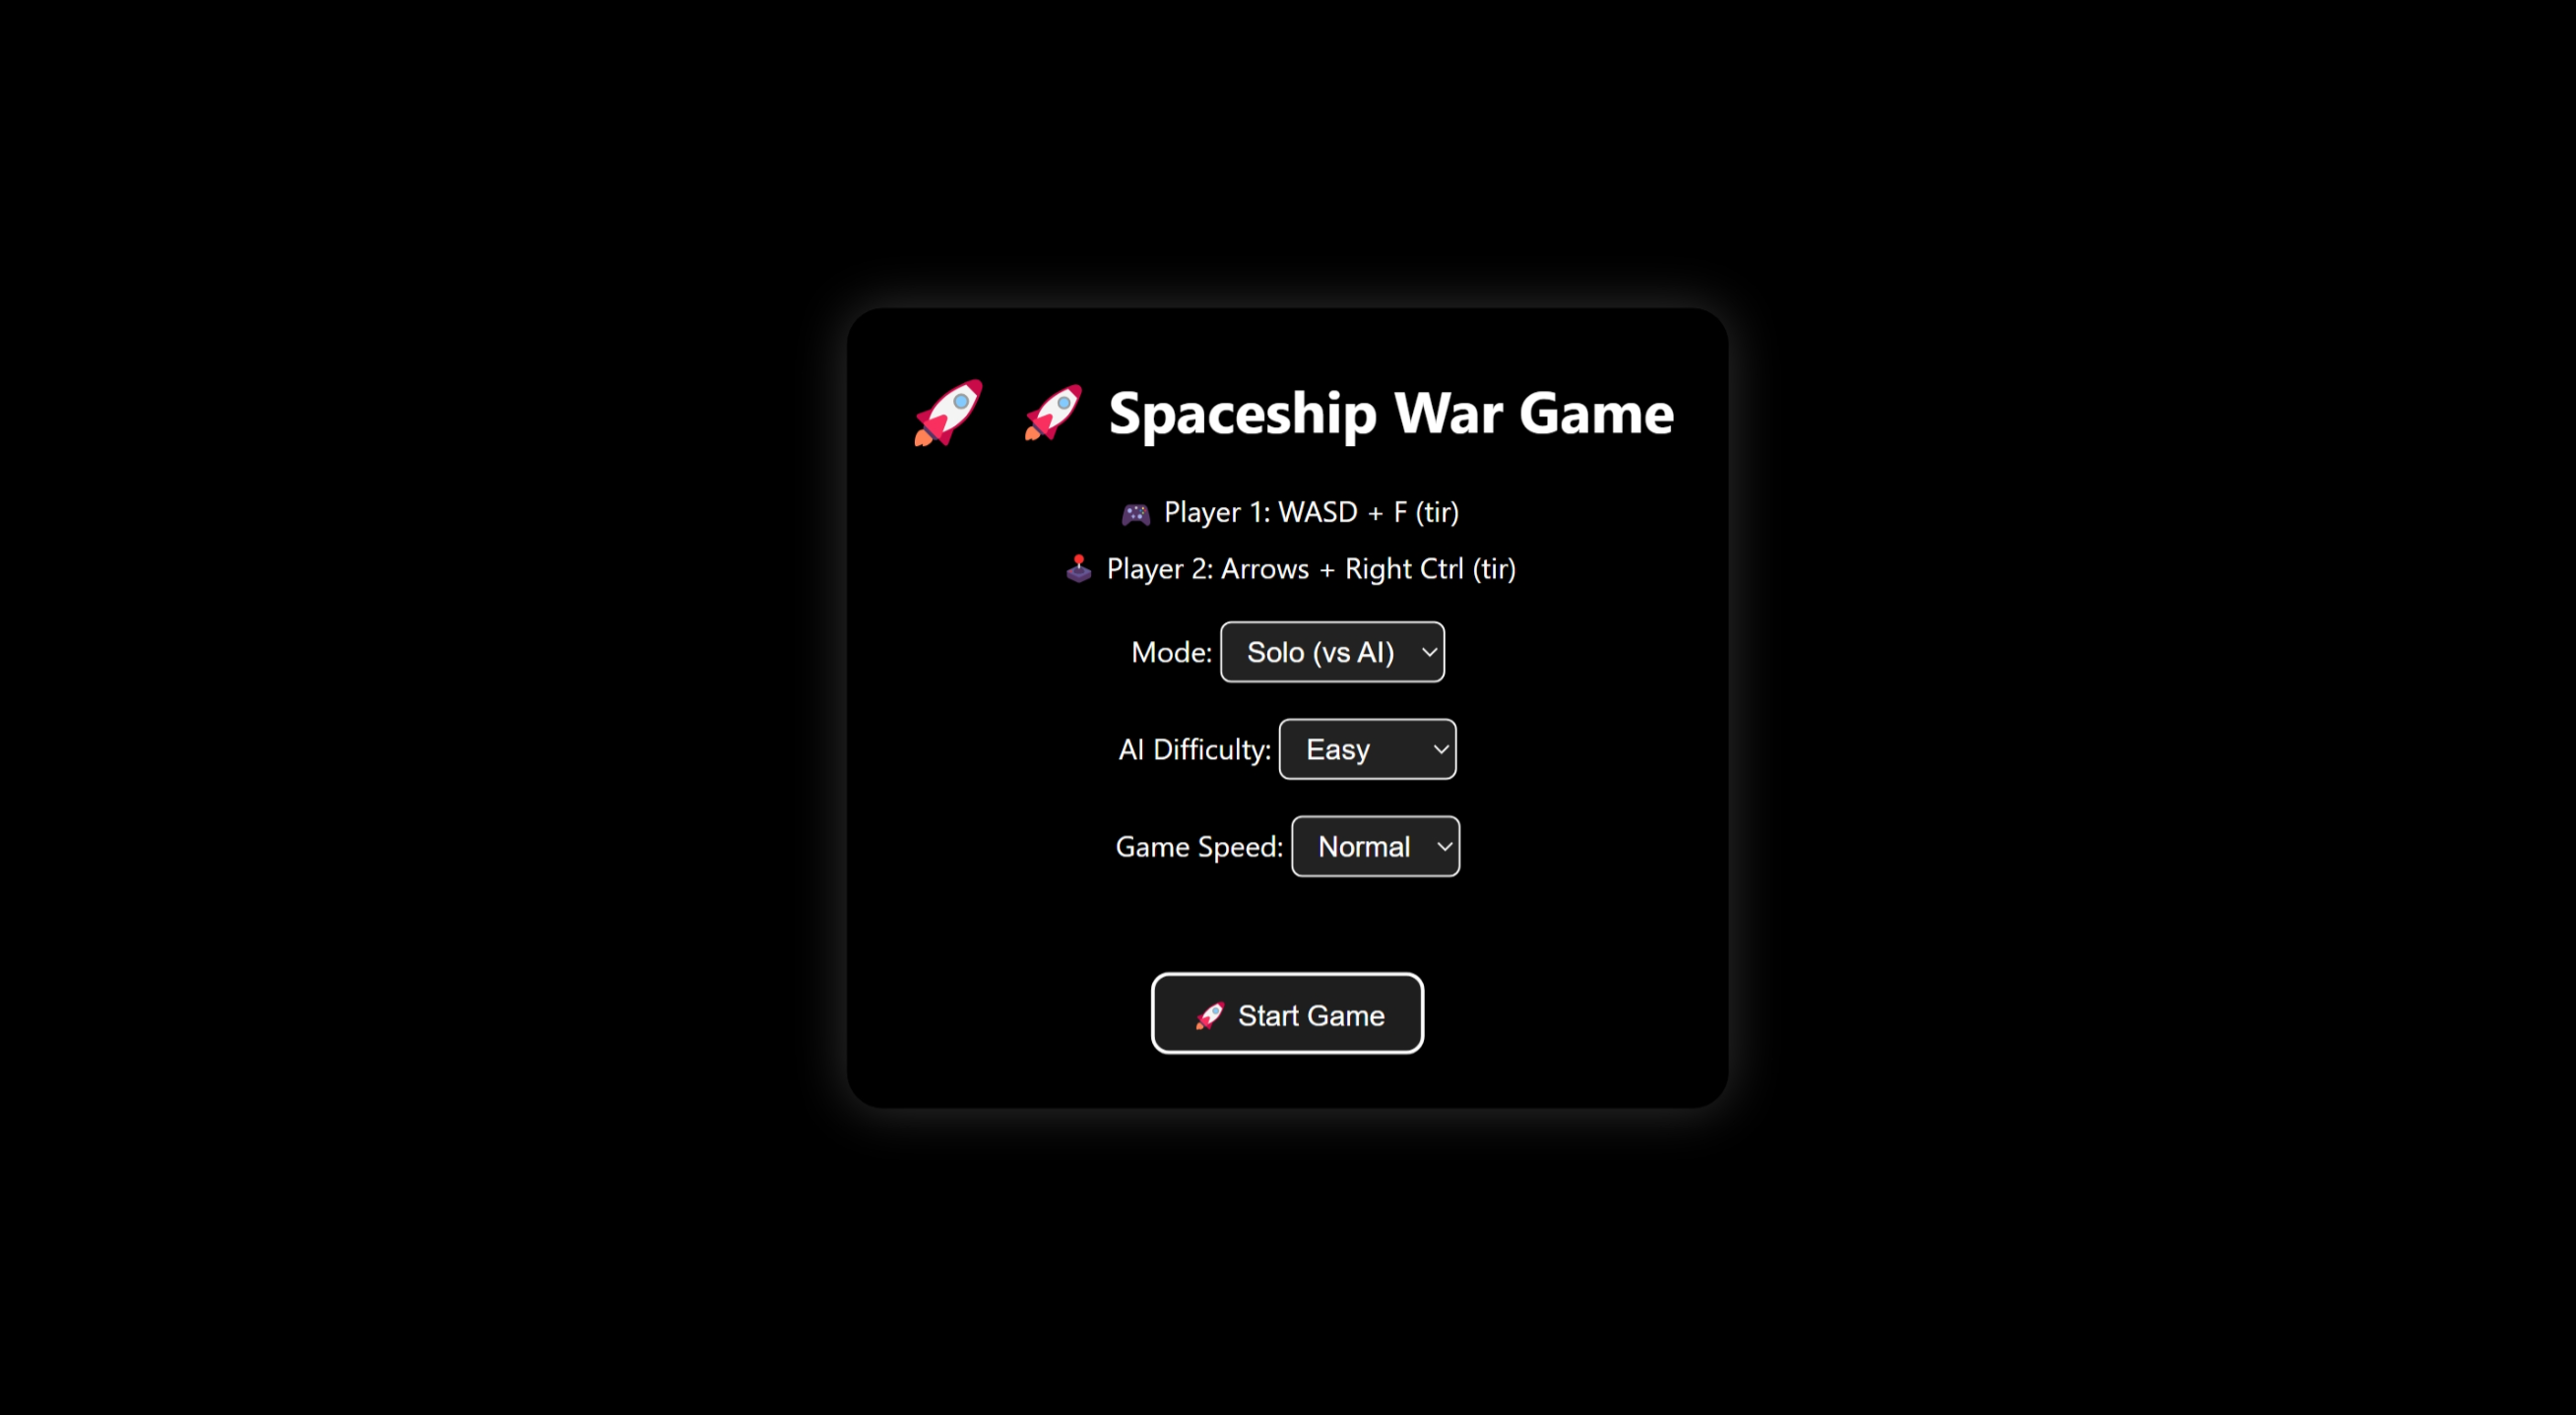 🚀 🚀 Spaceship War Game
🎮 Player 1: WASD + F (tir)
🕹️ Player 2: Arrows + Right Ctrl (tir)
Mode: Solo (vs AI)
AI Difficulty: Easy
Game Speed: Normal
🚀 Start Game